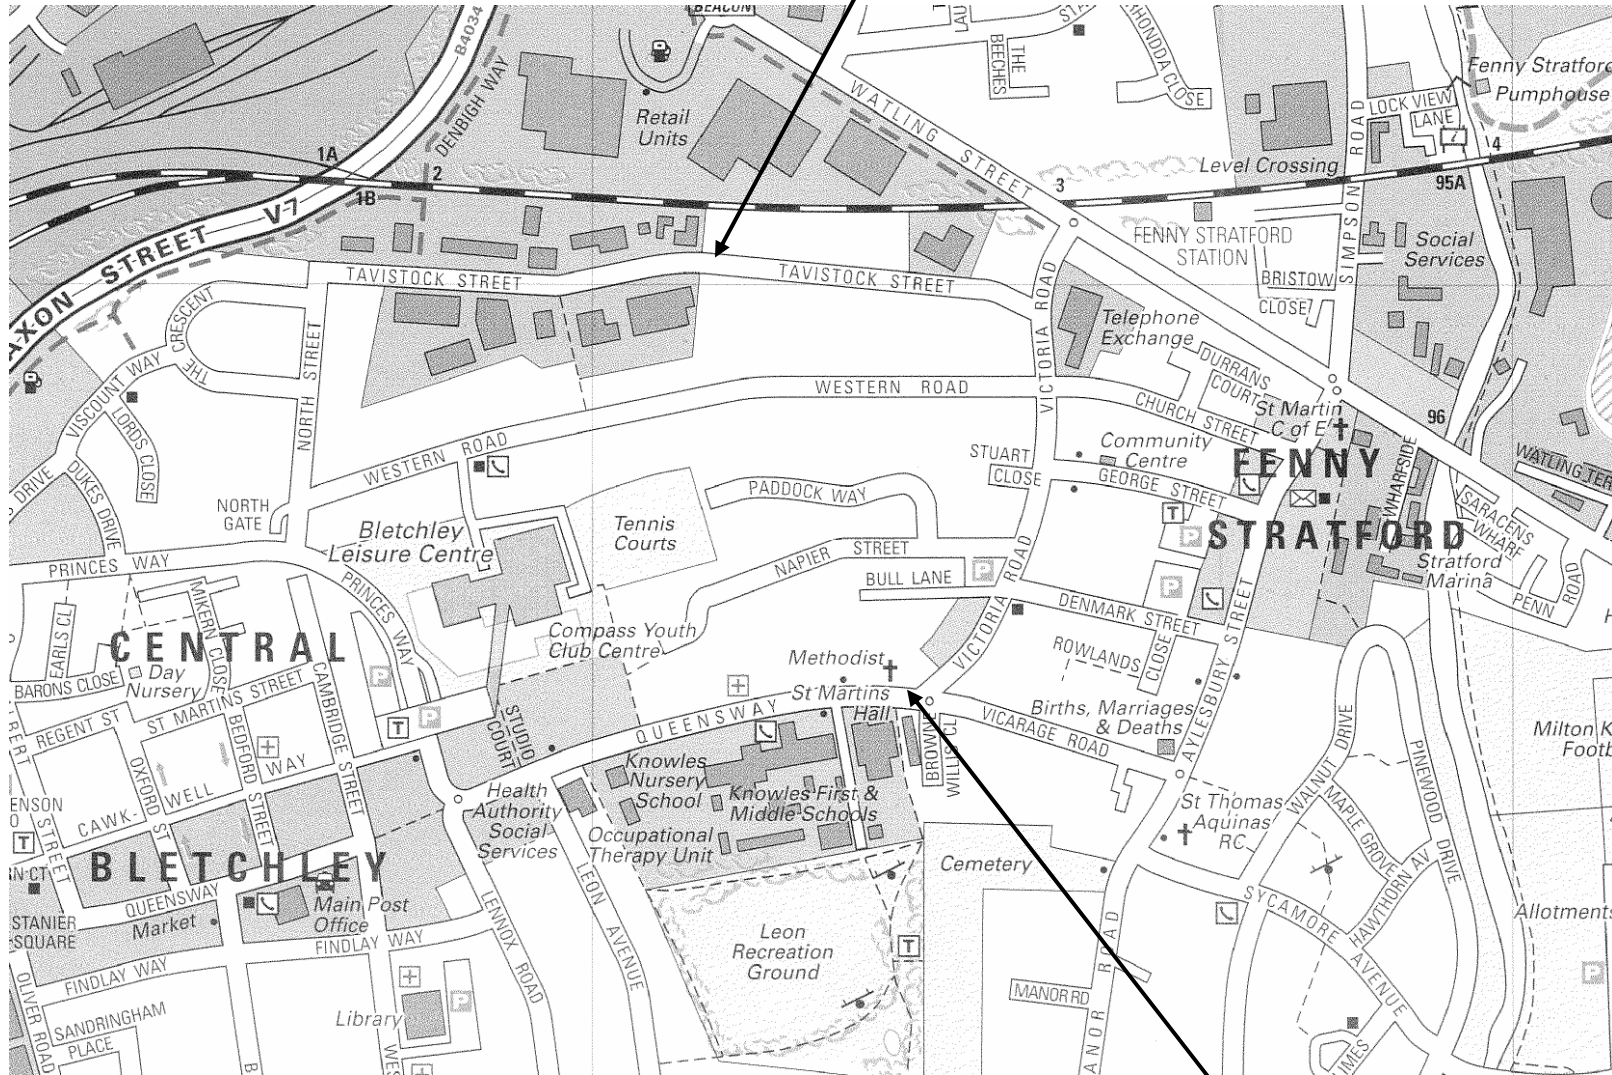 BEACON
B4034
DENBIGH WAY
Retail
Units
WATLING STREET
THE
BEECHES
RHONDDA CLOSE
Fenny Stratford
Pumphouse
LOCK VIEW
LANE
Level Crossing
1A
1B
2
3
4
95A
SAXON STREET V7
TAVISTOCK STREET
TAVISTOCK STREET
FENNY STRATFORD
STATION
SIMPSON ROAD
Social
Services
BRISTOW
CLOSE
VICTORIA ROAD
Telephone
Exchange
DURRANS
COURT
THE CRESCENT
VISCOUNT WAY
LORDS CLOSE
NORTH STREET
WESTERN ROAD
WESTERN ROAD
CHURCH STREET
St Martin
C of E
96
DRIVE
DUKES DRIVE
NORTH
GATE
STUART
CLOSE
Community
Centre
GEORGE STREET
FENNY
STRATFORD
WHARFSIDE
WATLING TER
SARACENS
WHARF
Stratford
Marina
PENN ROAD
PADDOCK WAY
Tennis
Courts
Bletchley
Leisure Centre
PRINCES WAY
PRINCES WAY
NAPIER STREET
BULL LANE
VICTORIA ROAD
DENMARK STREET
ROWLANDS
CLOSE
AYLESBURY STREET
EARLS CL
MIKERN CLOSE
CENTRAL
Compass Youth
Club Centre
Methodist
St Martins
Hall
BARONS CLOSE
Day
Nursery
REGENT ST
ST MARTINS STREET
CAMBRIDGE STREET
BEDFORD STREET
OXFORD ST
CAWK-WELL WAY
STUDIO
COURT
QUEENSWAY
VICARAGE ROAD
Births, Marriages
& Deaths
BROWNE
WILLIS CL
Knowles
Nursery
School
Knowles First &
Middle Schools
Health
Authority
Social
Services
Occupational
Therapy Unit
WALNUT DRIVE
PINEWOOD DRIVE
MAPLE GROVE
HAWTHORN AV
St Thomas
Aquinas
RC
SYCAMORE AVENUE
Milton K
Footb
BLETCHLEY
QUEENSWAY
Market
Main Post
Office
STANIER
SQUARE
FINDLAY WAY
FINDLAY WAY
LENNOX ROAD
LEON AVENUE
Leon
Recreation
Ground
Cemetery
Allotments
MANOR RD
MANOR ROAD
OLIVER ROAD
SANDRINGHAM
PLACE
Library